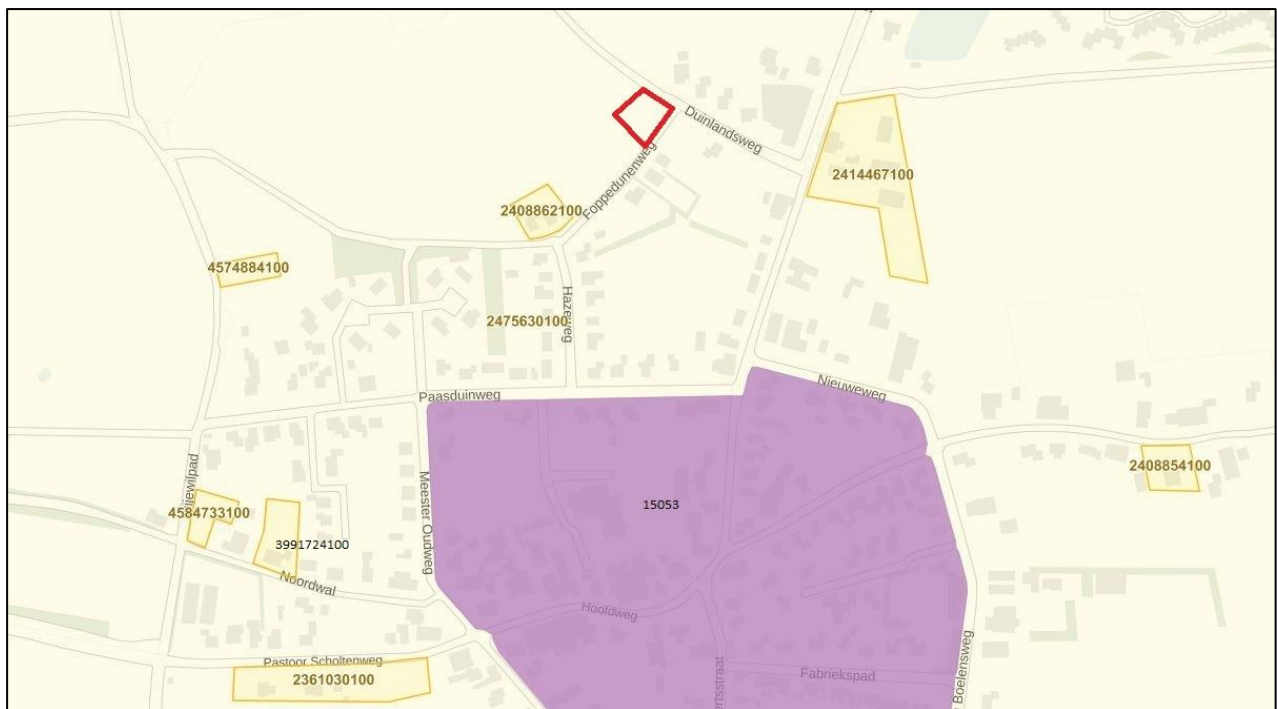 Duinlandsweg
2414467100
Foppedunenweg
2408862100
4574884100
Hazeweg
2475630100
Nieuweweg
Paasduinweg
2408854100
Meester Oudweg
15053
4584733100
3991724100
Noordwal
Hoofdweg
Pastoor Scholtenweg
2361030100
Fabriekspad
Boelensweg